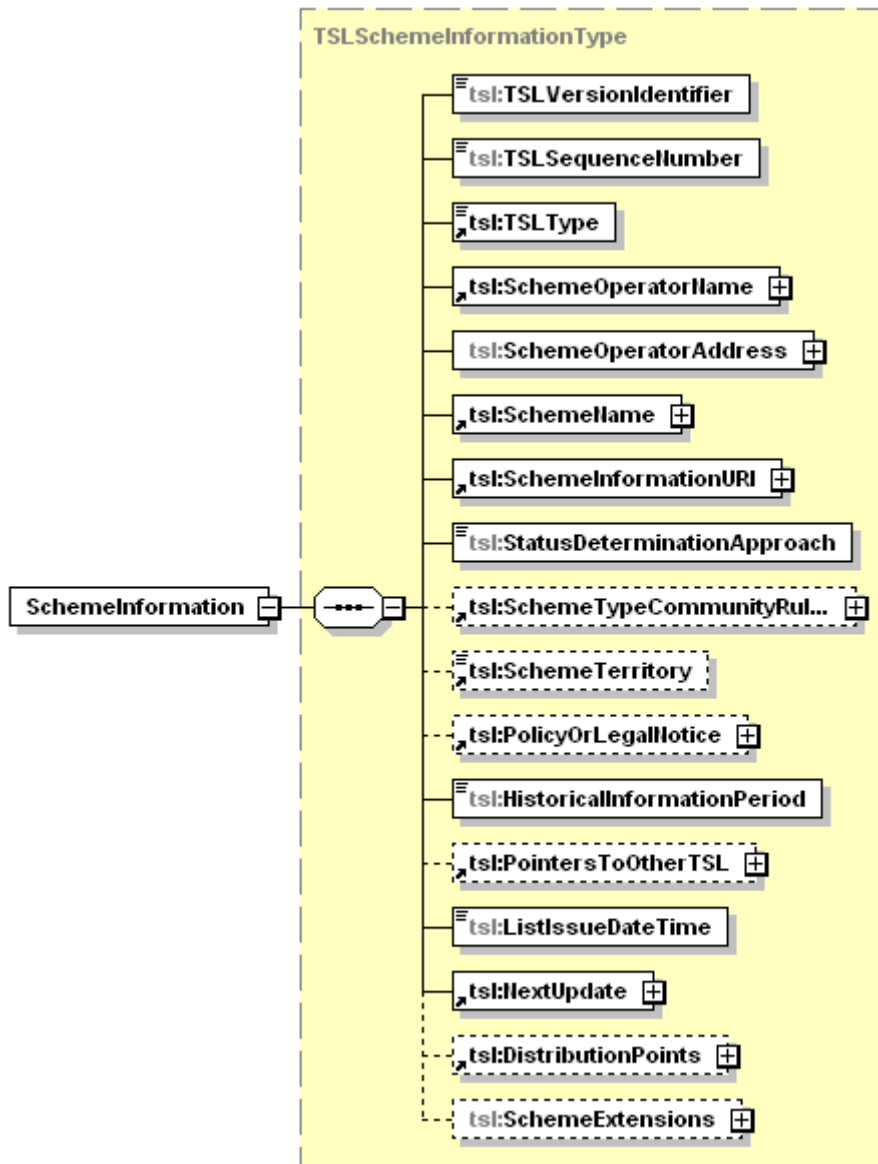 TSLSchemeInformationType
tsl:TSLVersionIdentifier
tsl:TSLSequenceNumber
tsl:TSLType
tsl:SchemeOperatorName
tsl:SchemeOperatorAddress
tsl:SchemeName
tsl:SchemeInformationURI
tsl:StatusDeterminationApproach
SchemeInformation
tsl:SchemeTypeCommunityRul...
tsl:SchemeTerritory
tsl:PolicyOrLegalNotice
tsl:HistoricalInformationPeriod
tsl:PointersToOtherTSL
tsl:ListIssueDateTime
tsl:NextUpdate
tsl:DistributionPoints
tsl:SchemeExtensions